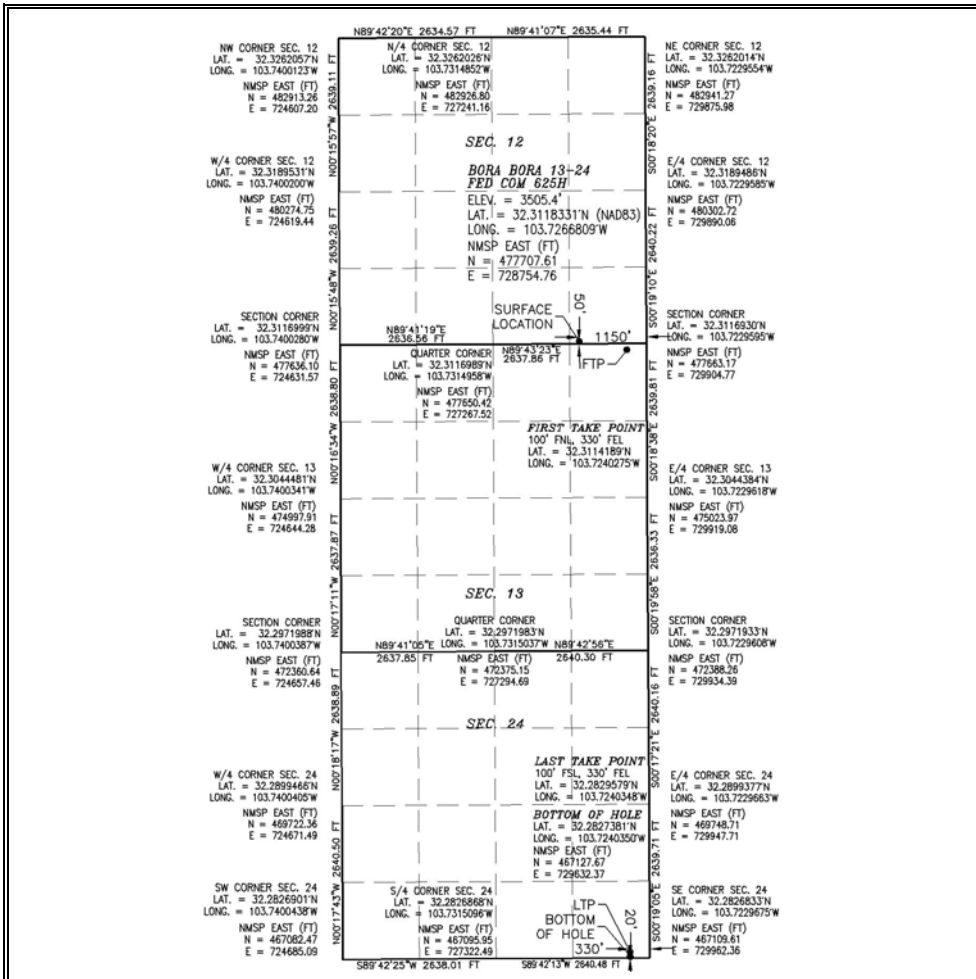 N89°42'20"E 2634.57 FT
N89°41'07"E 2635.44 FT
NW CORNER SEC. 12
LAT. = 32.3262057'N
LONG. = 103.7400123'W
NMSP EAST (FT)
N = 482913.26
E = 724607.20
N/4 CORNER SEC. 12
LAT. = 32.3262026'N
LONG. = 103.7314852'W
NMSP EAST (FT)
N = 482926.80
E = 727241.16
NE CORNER SEC. 12
LAT. = 32.3262014'N
LONG. = 103.7229554'W
NMSP EAST (FT)
N = 482941.27
E = 729875.98
N00°15'57"W 2639.11 FT
S00°18'20"E 2639.16 FT
SEC. 12
W/4 CORNER SEC. 12
LAT. = 32.3189531'N
LONG. = 103.7400200'W
NMSP EAST (FT)
N = 480274.75
E = 724619.44
BORA BORA 13-24
FED COM 625H
ELEV. = 3505.4'
LAT. = 32.3118331'N (NAD83)
LONG. = 103.7266809'W
NMSP EAST (FT)
N = 477707.61
E = 728754.76
E/4 CORNER SEC. 12
LAT. = 32.3189486'N
LONG. = 103.7229585'W
NMSP EAST (FT)
N = 480302.72
E = 729890.06
N00°15'48"W 2639.26 FT
S00°19'10"E 2640.22 FT
SURFACE
LOCATION
50'
1150'
FTP
SECTION CORNER
LAT. = 32.3116999'N
LONG. = 103.7400280'W
NMSP EAST (FT)
N = 477636.10
E = 724631.57
N89°41'19"E
2636.56 FT
N89°43'23"E
2637.86 FT
QUARTER CORNER
LAT. = 32.3116989'N
LONG. = 103.7314958'W
NMSP EAST (FT)
N = 477650.42
E = 727267.52
SECTION CORNER
LAT. = 32.3116930'N
LONG. = 103.7229595'W
NMSP EAST (FT)
N = 477663.17
E = 729904.77
N00°16'34"W 2638.80 FT
S00°18'38"E 2639.81 FT
FIRST TAKE POINT
100' FNL, 330' FEL
LAT. = 32.3114189'N
LONG. = 103.7240275'W
W/4 CORNER SEC. 13
LAT. = 32.3044481'N
LONG. = 103.7400341'W
NMSP EAST (FT)
N = 474997.91
E = 724644.28
E/4 CORNER SEC. 13
LAT. = 32.3044384'N
LONG. = 103.7229618'W
NMSP EAST (FT)
N = 475023.97
E = 729919.08
N00°17'11"W 2637.87 FT
S00°19'58"E 2636.33 FT
SEC. 13
SECTION CORNER
LAT. = 32.2971988'N
LONG. = 103.7400387'W
NMSP EAST (FT)
N = 472360.64
E = 724657.46
QUARTER CORNER
LAT. = 32.2971983'N
LONG. = 103.7315037'W
NMSP EAST (FT)
N = 472375.15
E = 727294.69
N89°41'05"E
2637.85 FT
N89°42'56"E
2640.30 FT
SECTION CORNER
LAT. = 32.2971933'N
LONG. = 103.7229608'W
NMSP EAST (FT)
N = 472388.26
E = 729934.39
N00°18'17"W 2638.89 FT
S00°17'21"E 2640.16 FT
SEC. 24
W/4 CORNER SEC. 24
LAT. = 32.2899466'N
LONG. = 103.7400405'W
NMSP EAST (FT)
N = 469722.36
E = 724671.49
LAST TAKE POINT
100' FSL, 330' FEL
LAT. = 32.2829579'N
LONG. = 103.7240348'W
BOTTOM OF HOLE
LAT. = 32.2827381'N
LONG. = 103.7240350'W
NMSP EAST (FT)
N = 467127.67
E = 729632.37
E/4 CORNER SEC. 24
LAT. = 32.2899377'N
LONG. = 103.7229663'W
NMSP EAST (FT)
N = 469748.71
E = 729947.71
N00°17'43"W 2640.50 FT
S00°19'05"E 2639.71 FT
SW CORNER SEC. 24
LAT. = 32.2826901'N
LONG. = 103.7400438'W
NMSP EAST (FT)
N = 467082.47
E = 724685.09
S/4 CORNER SEC. 24
LAT. = 32.2826868'N
LONG. = 103.7315096'W
NMSP EAST (FT)
N = 467095.95
E = 727322.49
LTP
BOTTOM
OF HOLE
330'
20'
SE CORNER SEC. 24
LAT. = 32.2826833'N
LONG. = 103.7229675'W
NMSP EAST (FT)
N = 467109.61
E = 729962.36
S89°42'25"W 2638.01 FT
S89°42'13"W 2640.48 FT